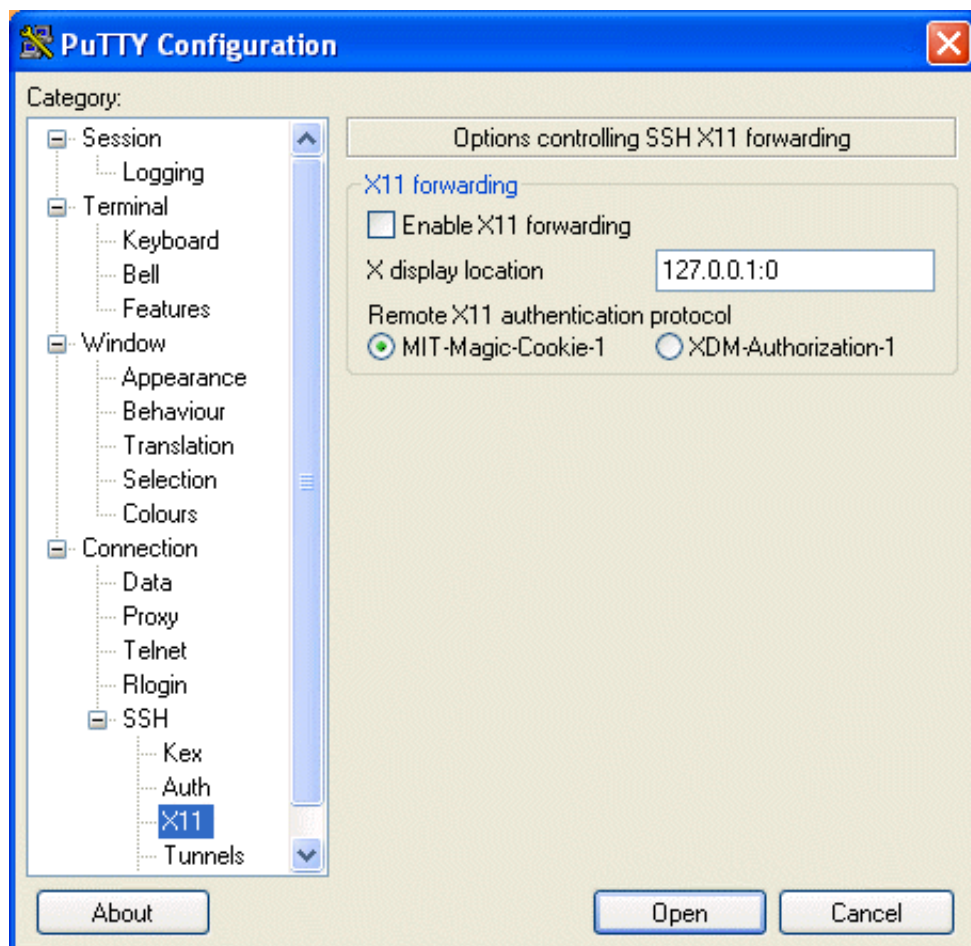 PuTTY Configuration
Category:
Session
Logging
Terminal
Keyboard
Bell
Features
Window
Appearance
Behaviour
Translation
Selection
Colours
Connection
Data
Proxy
Telnet
Rlogin
SSH
Kex
Auth
X11
Tunnels
Options controlling SSH X11 forwarding
X11 forwarding
Enable X11 forwarding
X display location 127.0.0.1:0
Remote X11 authentication protocol
MIT-Magic-Cookie-1 XDM-Authorization-1
About Open Cancel